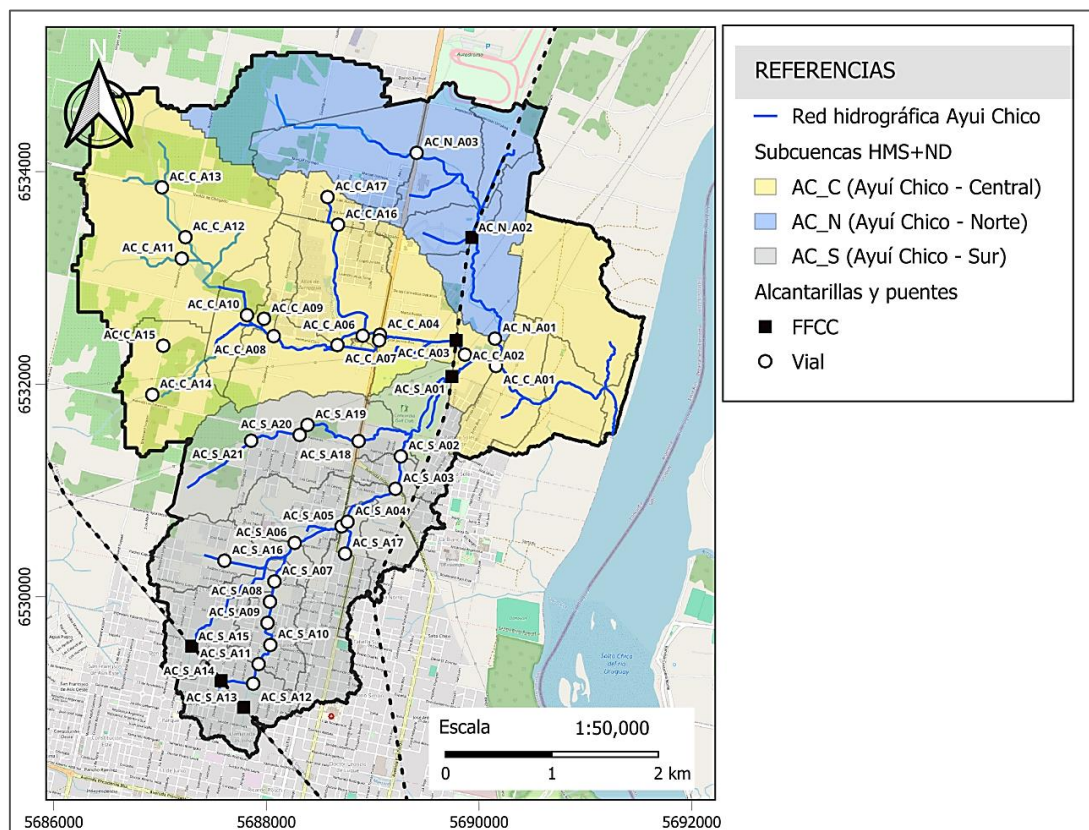 N
AC_N_A03
AC_C_A13
AC_C_A17
AC_C_A16
AC_C_A12
AC_N_A02
AC_C_A11
AC_C_A10
AC_C_A09
AC_C_A06
AC_C_A04
AC_N_A01
AC_C_A15
AC_C_A08
AC_C_A07
AC_C_A03
AC_C_A02
AC_C_A14
AC_S_A01
AC_C_A01
AC_S_A20
AC_S_A19
AC_S_A21
AC_S_A18
AC_S_A02
AC_S_A03
AC_S_A05
AC_S_A04
AC_S_A06
AC_S_A16
AC_S_A17
AC_S_A07
AC_S_A08
AC_S_A09
AC_S_A15
AC_S_A10
AC_S_A11
AC_S_A14
AC_S_A13
AC_S_A12
Escala 1:50,000
0 1 2 km
6534000
6532000
6530000
5686000 5688000 5690000 5692000
REFERENCIAS
Red hidrográfica Ayui Chico
Subcuencas HMS+ND
AC_C (Ayuí Chico - Central)
AC_N (Ayuí Chico - Norte)
AC_S (Ayuí Chico - Sur)
Alcantarillas y puentes
FFCC
Vial